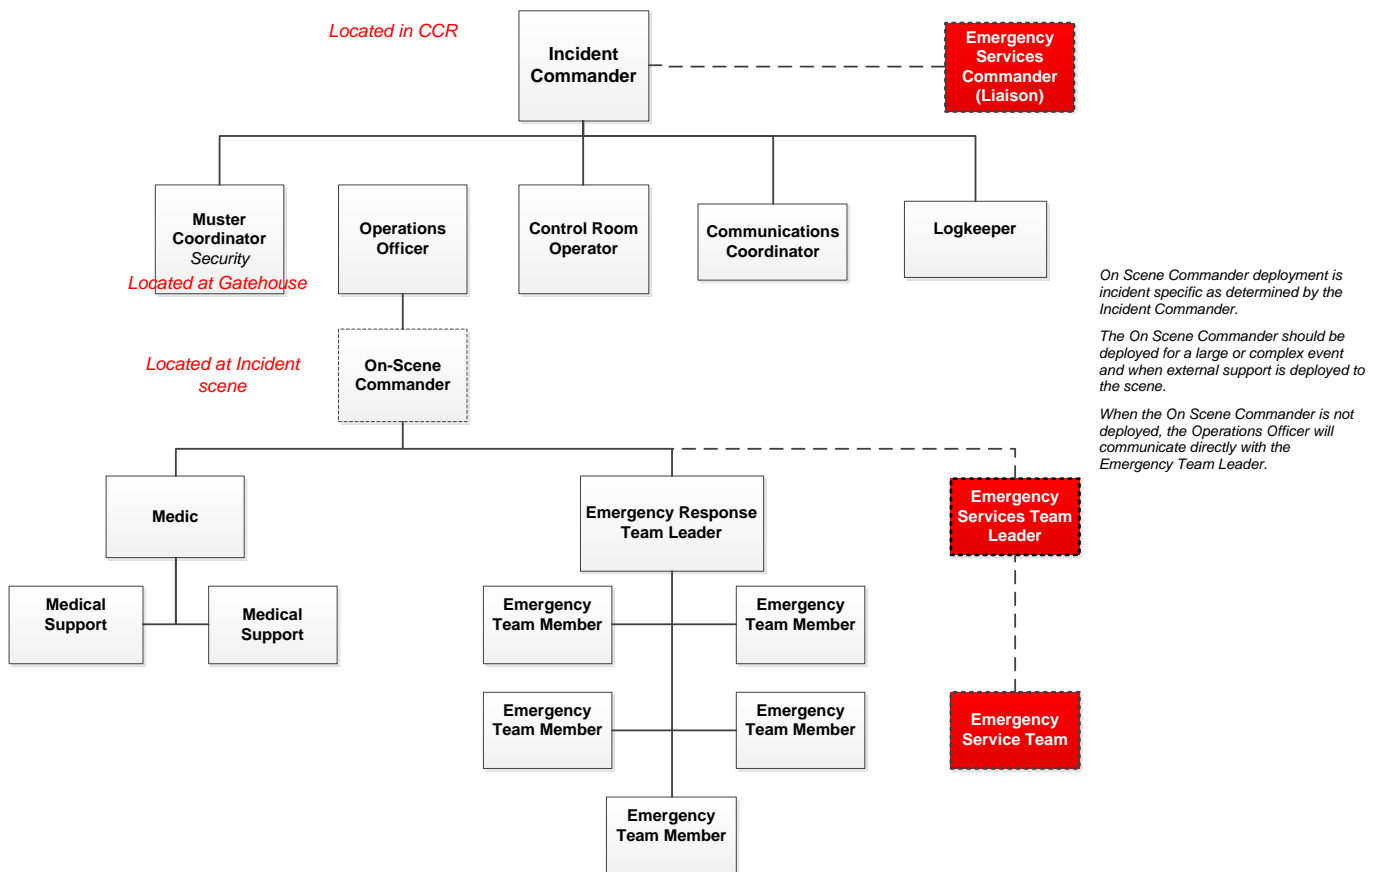 Located in CCR
Incident
Commander
Emergency
Services
Commander
(Liaison)
Muster
Coordinator
Security
Located at Gatehouse
Operations
Officer
Control Room
Operator
Communications
Coordinator
Logkeeper
On Scene Commander deployment is
incident specific as determined by the
Incident Commander.
The On Scene Commander should be
deployed for a large or complex event
and when external support is deployed to
the scene.
When the On Scene Commander is not
deployed, the Operations Officer will
communicate directly with the
Emergency Team Leader.
Located at Incident
scene
On-Scene
Commander
Medic
Emergency Response
Team Leader
Emergency
Services Team
Leader
Medical
Support
Medical
Support
Emergency
Team Member
Emergency
Team Member
Emergency
Team Member
Emergency
Team Member
Emergency
Service Team
Emergency
Team Member